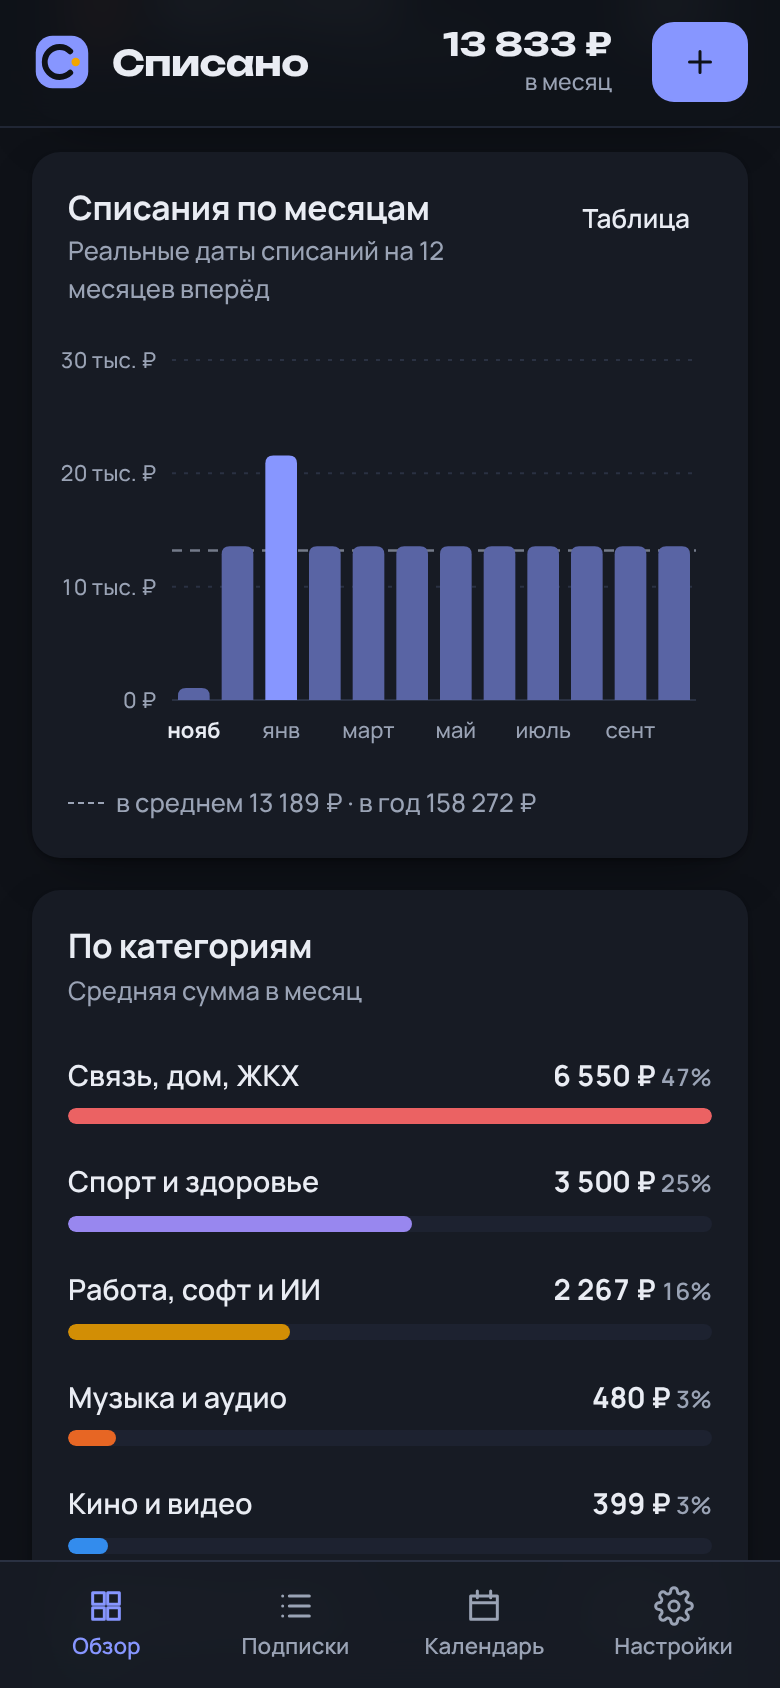 Списано
13 833 ₽
в месяц
Списания по месяцам
Таблица
Реальные даты списаний на 12
месяцев вперёд
30 тыс. ₽
20 тыс. ₽
10 тыс. ₽
0 ₽
нояб янв март май июль сент
в среднем 13 189 ₽ · в год 158 272 ₽
По категориям
Средняя сумма в месяц
Связь, дом, ЖКХ 6 550 ₽ 47%
Спорт и здоровье 3 500 ₽ 25%
Работа, софт и ИИ 2 267 ₽ 16%
Музыка и аудио 480 ₽ 3%
Кино и видео 399 ₽ 3%
Обзор Подписки Календарь Настройки